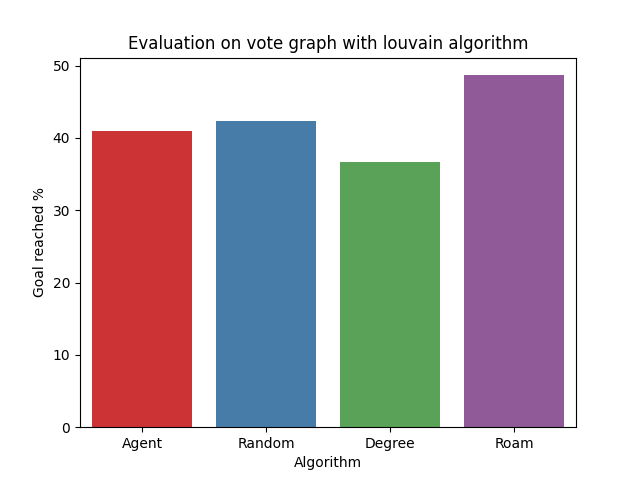 Evaluation on vote graph with louvain algorithm
50
40
30
20
10
0
Goal reached %
Agent Random Degree Roam
Algorithm